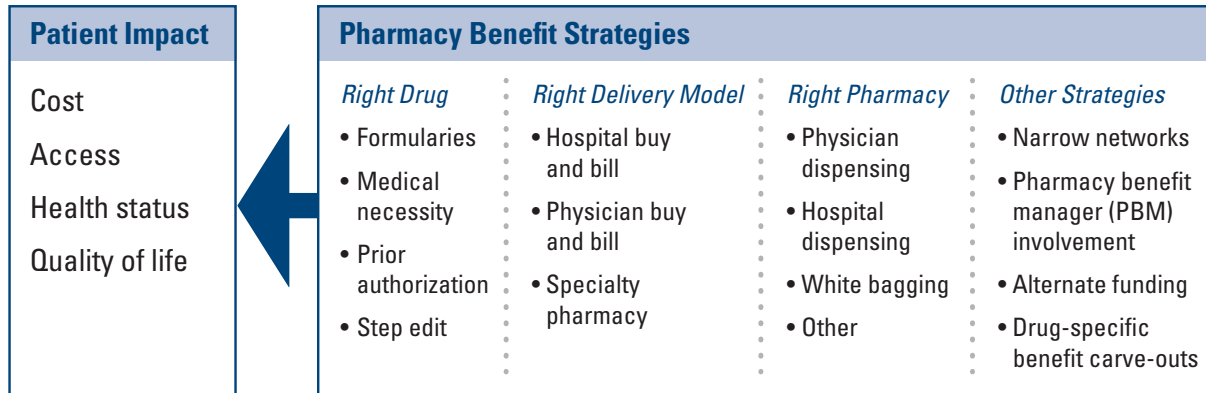 Patient Impact
Cost
Access
Health status
Quality of life
Pharmacy Benefit Strategies
Right Drug
• Formularies
• Medical
necessity
• Prior
authorization
• Step edit
Right Delivery Model
• Hospital buy
and bill
• Physician buy
and bill
• Specialty
pharmacy
Right Pharmacy
• Physician
dispensing
• Hospital
dispensing
• White bagging
• Other
Other Strategies
• Narrow networks
• Pharmacy benefit
manager (PBM)
involvement
• Alternate funding
• Drug-specific
benefit carve-outs